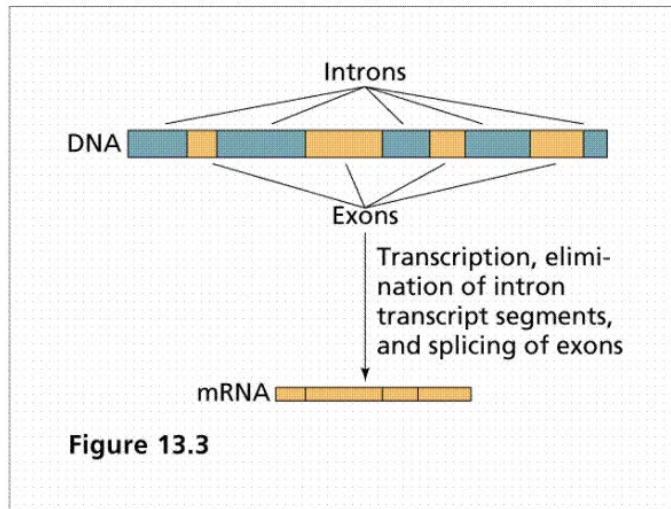 Introns
DNA
Exons
Transcription, elimi-
nation of intron
transcript segments,
and splicing of exons
mRNA
Figure 13.3